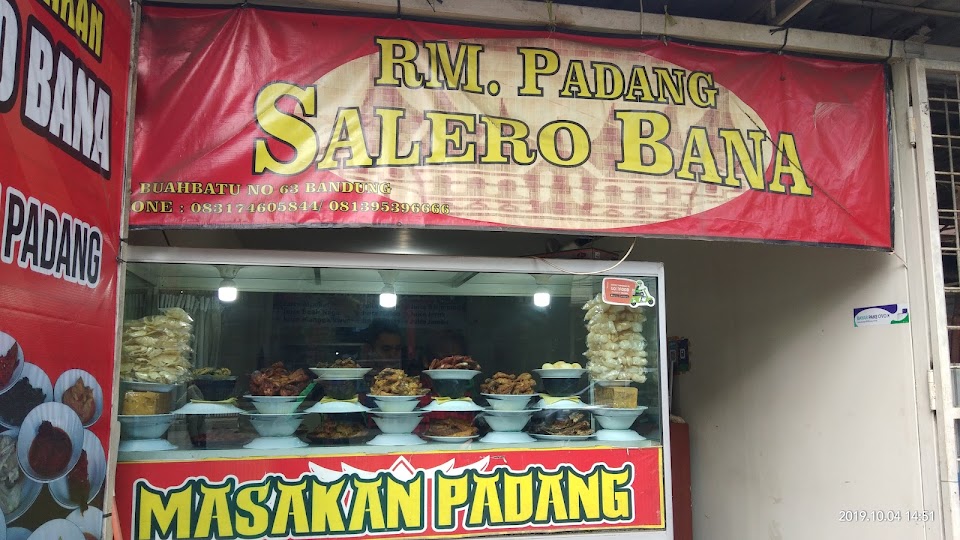 RM. PADANG
SALERO BANA
BUAHBATU NO 63 BANDUNG
ONE : 083174605844/ 081395396666
BANA
PADANG
MASAKAN PADANG
2019.10.04 14:51